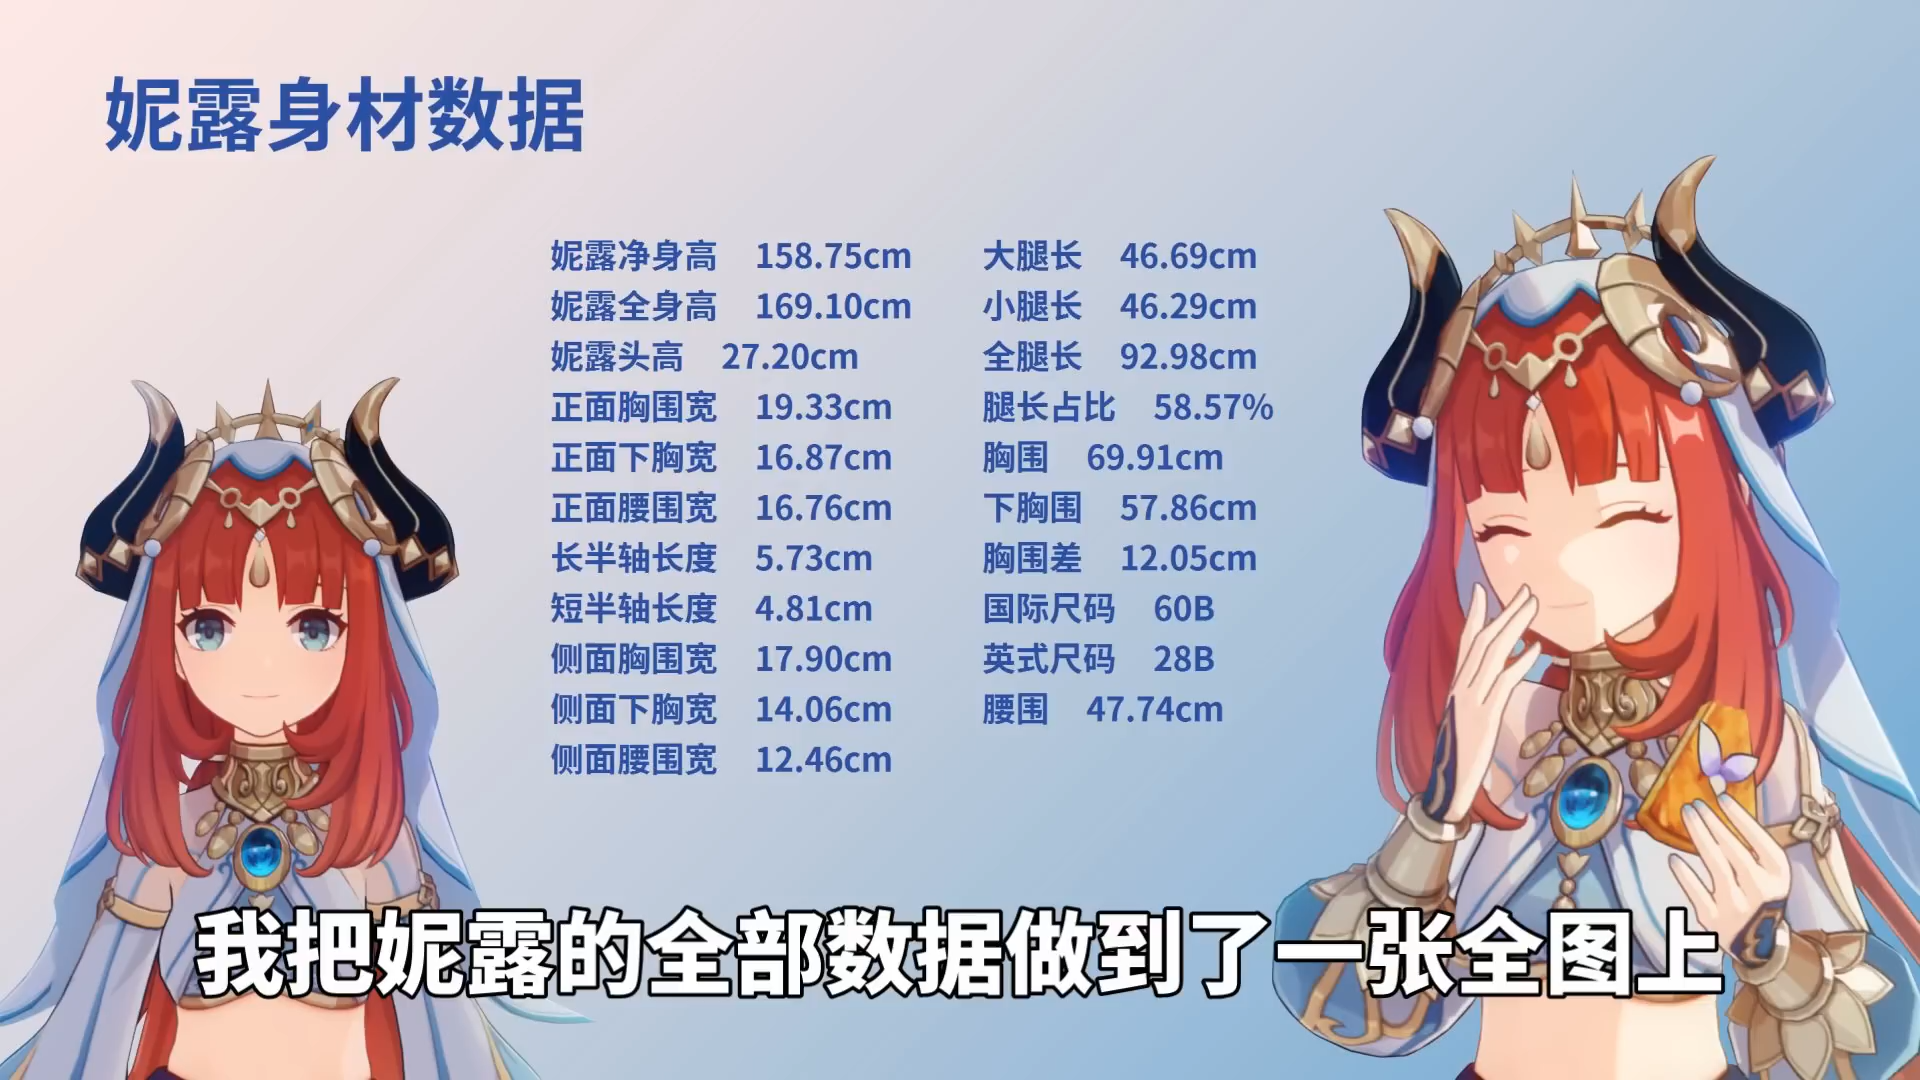 妮露身材数据
妮露净身高 158.75cm
妮露全身高 169.10cm
妮露头高 27.20cm
正面胸围宽 19.33cm
正面下胸宽 16.87cm
正面腰围宽 16.76cm
长半轴长度 5.73cm
短半轴长度 4.81cm
侧面胸围宽 17.90cm
侧面下胸宽 14.06cm
侧面腰围宽 12.46cm
大腿长 46.69cm
小腿长 46.29cm
全腿长 92.98cm
腿长占比 58.57%
胸围 69.91cm
下胸围 57.86cm
胸围差 12.05cm
国际尺码 60B
英式尺码 28B
腰围 47.74cm
我把妮露的全部数据做到了一张全图上